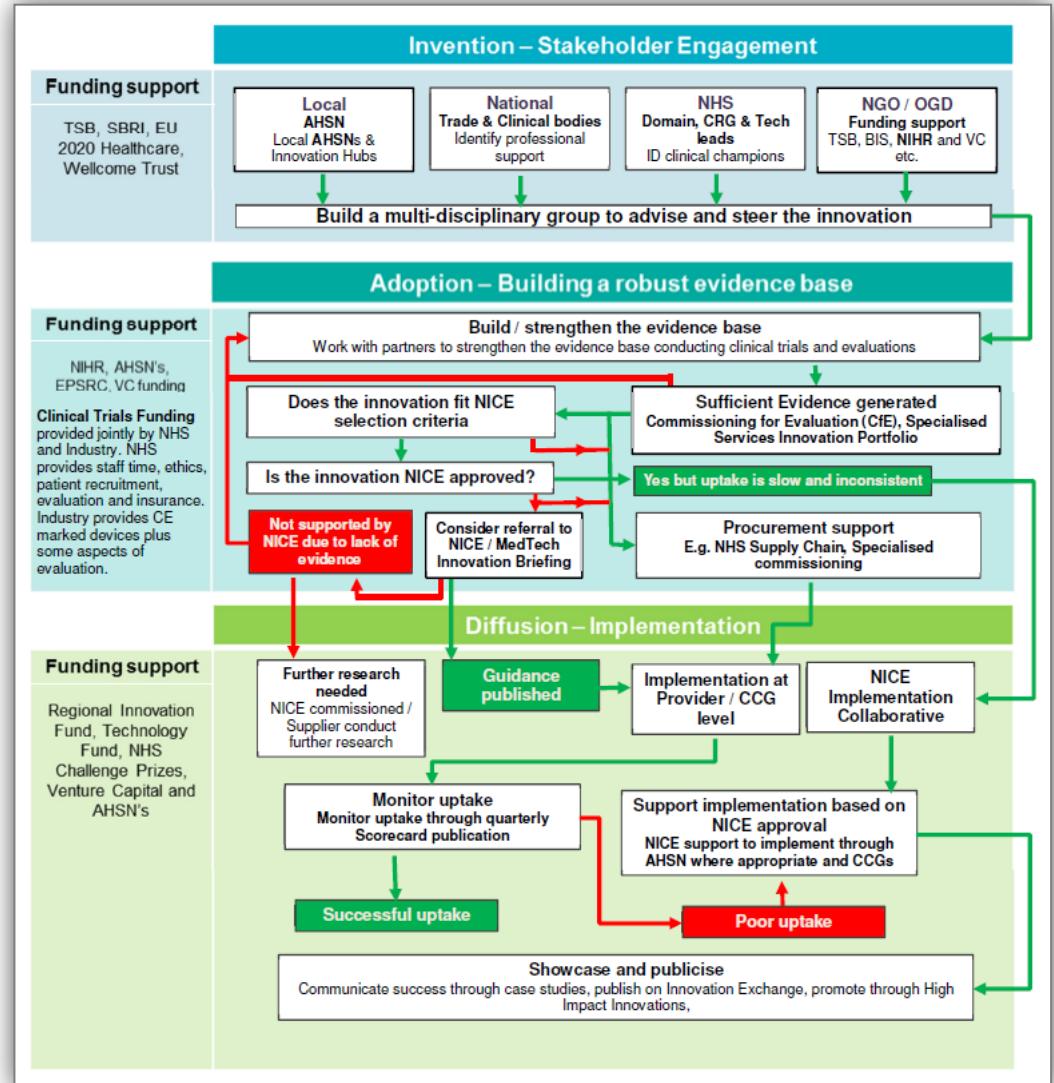 Invention – Stakeholder Engagement
Funding support
TSB, SBRI, EU
2020 Healthcare,
Wellcome Trust
Local
AHSN
Local AHSNs &
Innovation Hubs
National
Trade & Clinical bodies
Identify professional
support
NHS
Domain, CRG & Tech
leads
ID clinical champions
NGO / OGD
Funding support
TSB, BIS, NIHR and VC
etc.
Build a multi-disciplinary group to advise and steer the innovation
Adoption – Building a robust evidence base
Funding support
NIHR, AHSN's,
EPSRC, VC funding
Clinical Trials Funding
provided jointly by NHS
and Industry. NHS
provides staff time, ethics,
patient recruitment,
evaluation and insurance.
Industry provides CE
marked devices plus
some aspects of
evaluation.
Build / strengthen the evidence base
Work with partners to strengthen the evidence base conducting clinical trials and evaluations
Does the innovation fit NICE
selection criteria
Sufficient Evidence generated
Commissioning for Evaluation (CfE), Specialised
Services Innovation Portfolio
Is the innovation NICE approved?
Yes but uptake is slow and inconsistent
Not supported by
NICE due to lack of
evidence
Consider referral to
NICE / MedTech
Innovation Briefing
Procurement support
E.g. NHS Supply Chain, Specialised
commissioning
Diffusion – Implementation
Funding support
Regional Innovation
Fund, Technology
Fund, NHS
Challenge Prizes,
Venture Capital and
AHSN's
Further research
needed
NICE commissioned /
Supplier conduct
further research
Guidance
published
Implementation at
Provider / CCG
level
NICE
Implementation
Collaborative
Monitor uptake
Monitor uptake through quarterly
Scorecard publication
Support implementation based on
NICE approval
NICE support to implement through
AHSN where appropriate and CCGs
Successful uptake
Poor uptake
Showcase and publicise
Communicate success through case studies, publish on Innovation Exchange, promote through High
Impact Innovations,